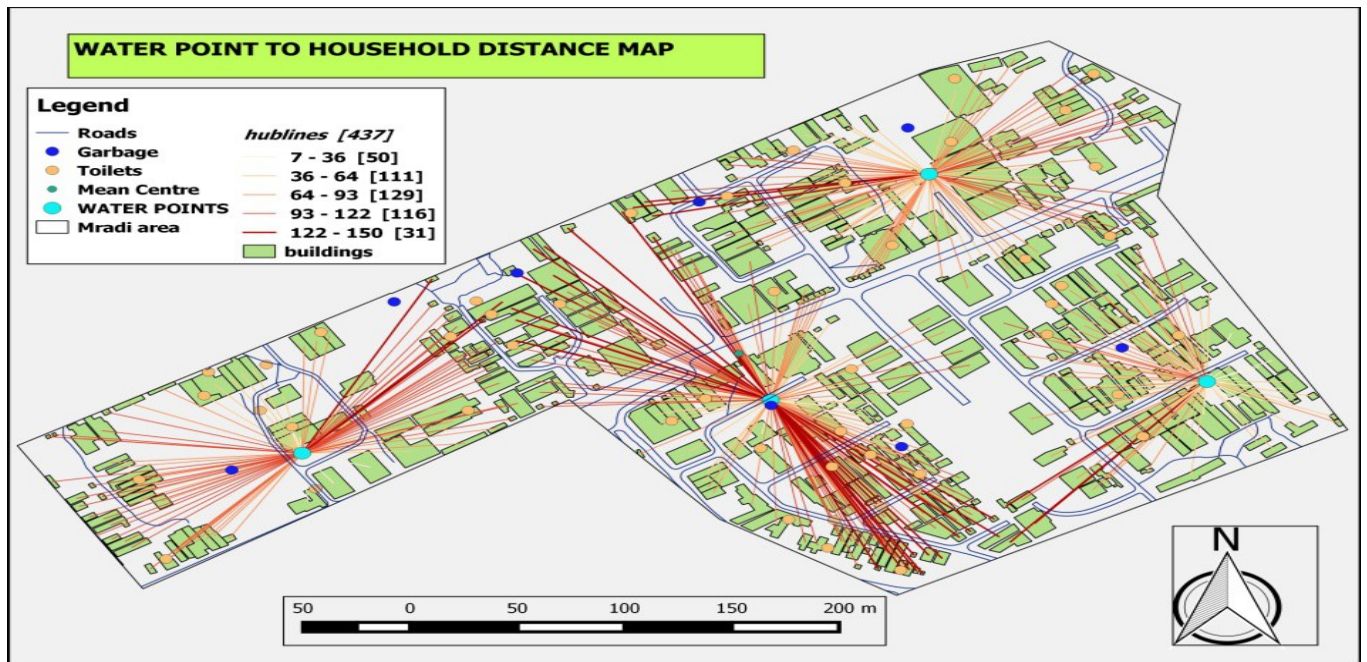 WATER POINT TO HOUSEHOLD DISTANCE MAP
Legend
Roads
Garbage
Toilets
Mean Centre
WATER POINTS
Mradi area
hublines [437]
7 - 36 [50]
36 - 64 [111]
64 - 93 [129]
93 - 122 [116]
122 - 150 [31]
buildings
50 0 50 100 150 200 m
N